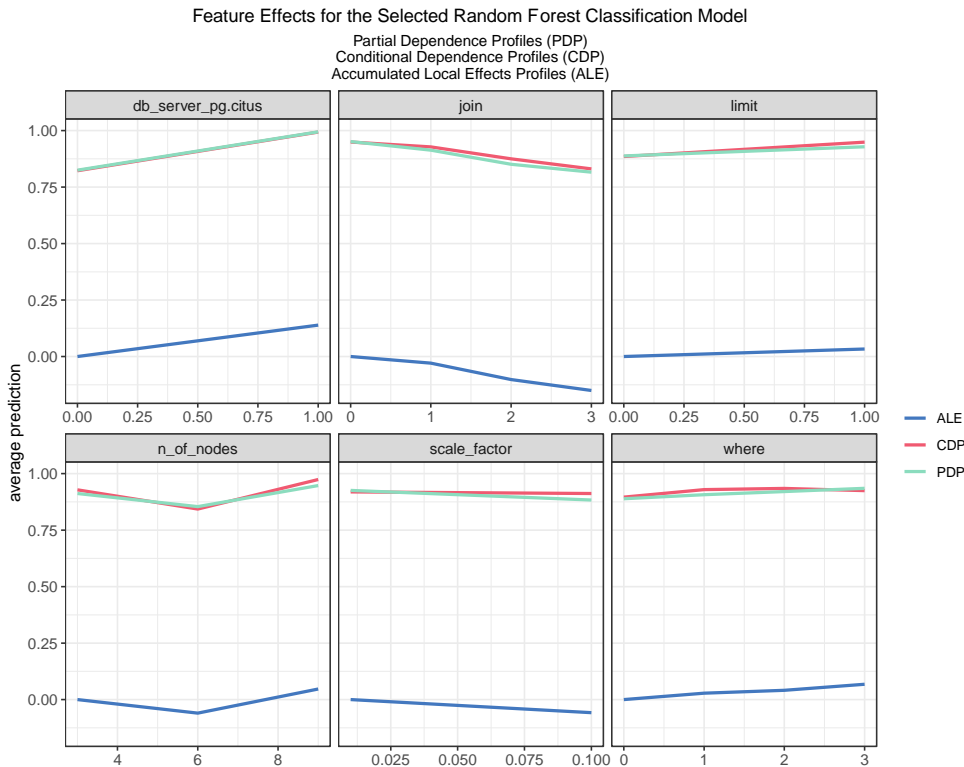 Feature Effects for the Selected Random Forest Classification Model
Partial Dependence Profiles (PDP)
Conditional Dependence Profiles (CDP)
Accumulated Local Effects Profiles (ALE)
db_server_pg.citus
join
limit
1.00
0.75
0.50
0.25
0.00
0.00 0.25 0.50 0.75 1.00
0 1 2 3
0.00 0.25 0.50 0.75 1.00
average prediction
ALE
CDP
PDP
n_of_nodes
scale_factor
where
1.00
0.75
0.50
0.25
0.00
4 6 8
0.025 0.050 0.075 0.100
0 1 2 3